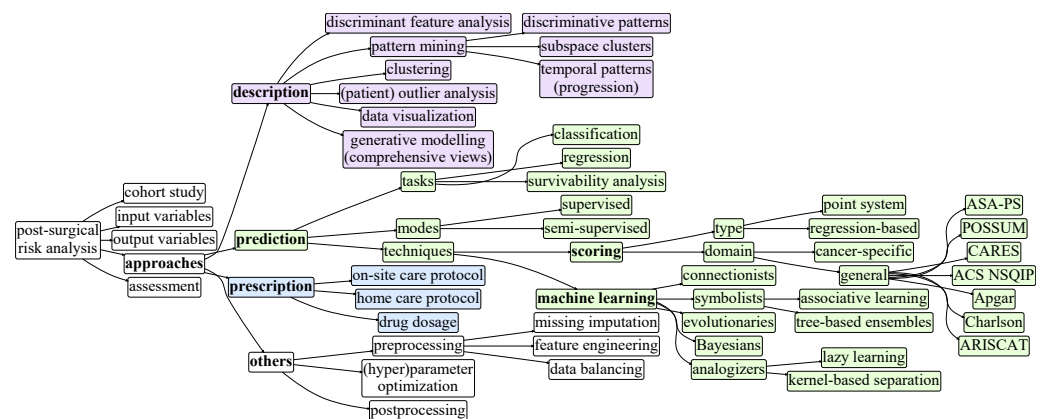 post-surgical
risk analysis
cohort study
input variables
output variables
approaches
assessment
description
discriminant feature analysis
pattern mining
discriminative patterns
subspace clusters
temporal patterns
(progression)
clustering
(patient) outlier analysis
data visualization
generative modelling
(comprehensive views)
prediction
tasks
classification
regression
survivability analysis
modes
supervised
semi-supervised
techniques
scoring
type
point system
regression-based
domain
cancer-specific
general
ASA-PS
POSSUM
CARES
ACS NSQIP
Apgar
Charlson
ARISCAT
machine learning
connectionists
symbolists
associative learning
tree-based ensembles
evolutionaries
Bayesians
analogizers
lazy learning
kernel-based separation
prescription
on-site care protocol
home care protocol
drug dosage
others
preprocessing
missing imputation
feature engineering
data balancing
(hyper)parameter
optimization
postprocessing